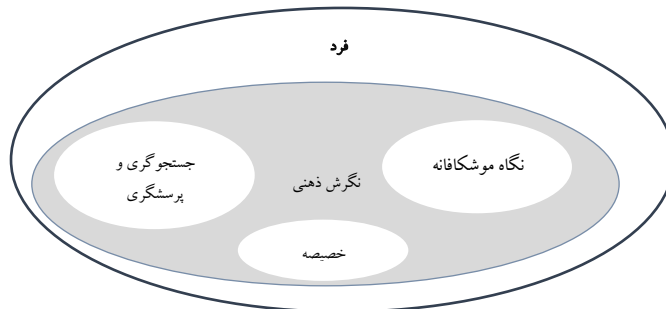 فرد
نگاه موشکافانه
جستجوگری و
پرسشگری
نگرش ذهنی
خصیصه